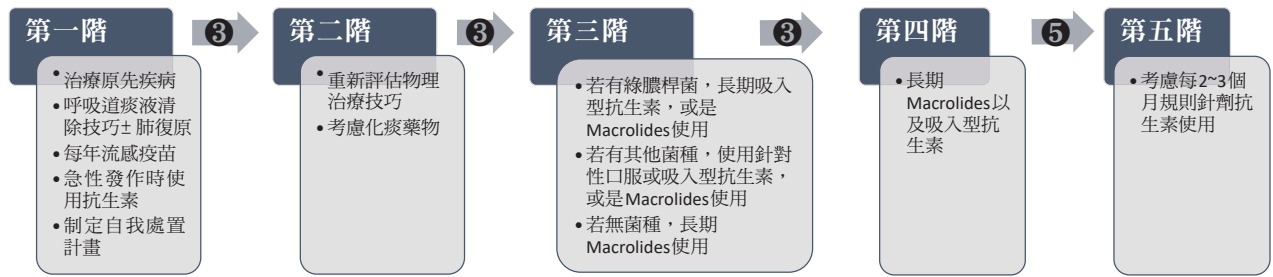 第一階
❸
第二階
❸
第三階
❸
第四階
❺
第五階
•治療原先疾病
•呼吸道痰液清
除技巧± 肺復原
•每年流感疫苗
•急性發作時使
用抗生素
•制定自我處置
計畫
•重新評估物理
治療技巧
•考慮化痰藥物
•若有綠膿桿菌，長期吸入
型抗生素，或是
Macrolides使用
•若有其他菌種，使用針對
性口服或吸入型抗生素，
或是Macrolides使用
•若無菌種，長期
Macrolides使用
•長期
Macrolides以
及吸入型抗
生素
•考慮每2~3個
月規則針劑抗
生素使用